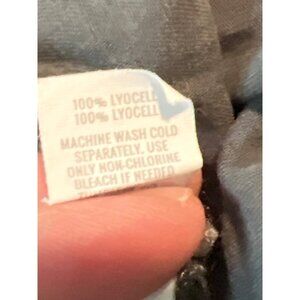 100% LYOCELL
100% LYOCELL
MACHINE WASH COLD
SEPARATELY. USE
ONLY NON-CHLORINE
BLEACH IF NEEDED.